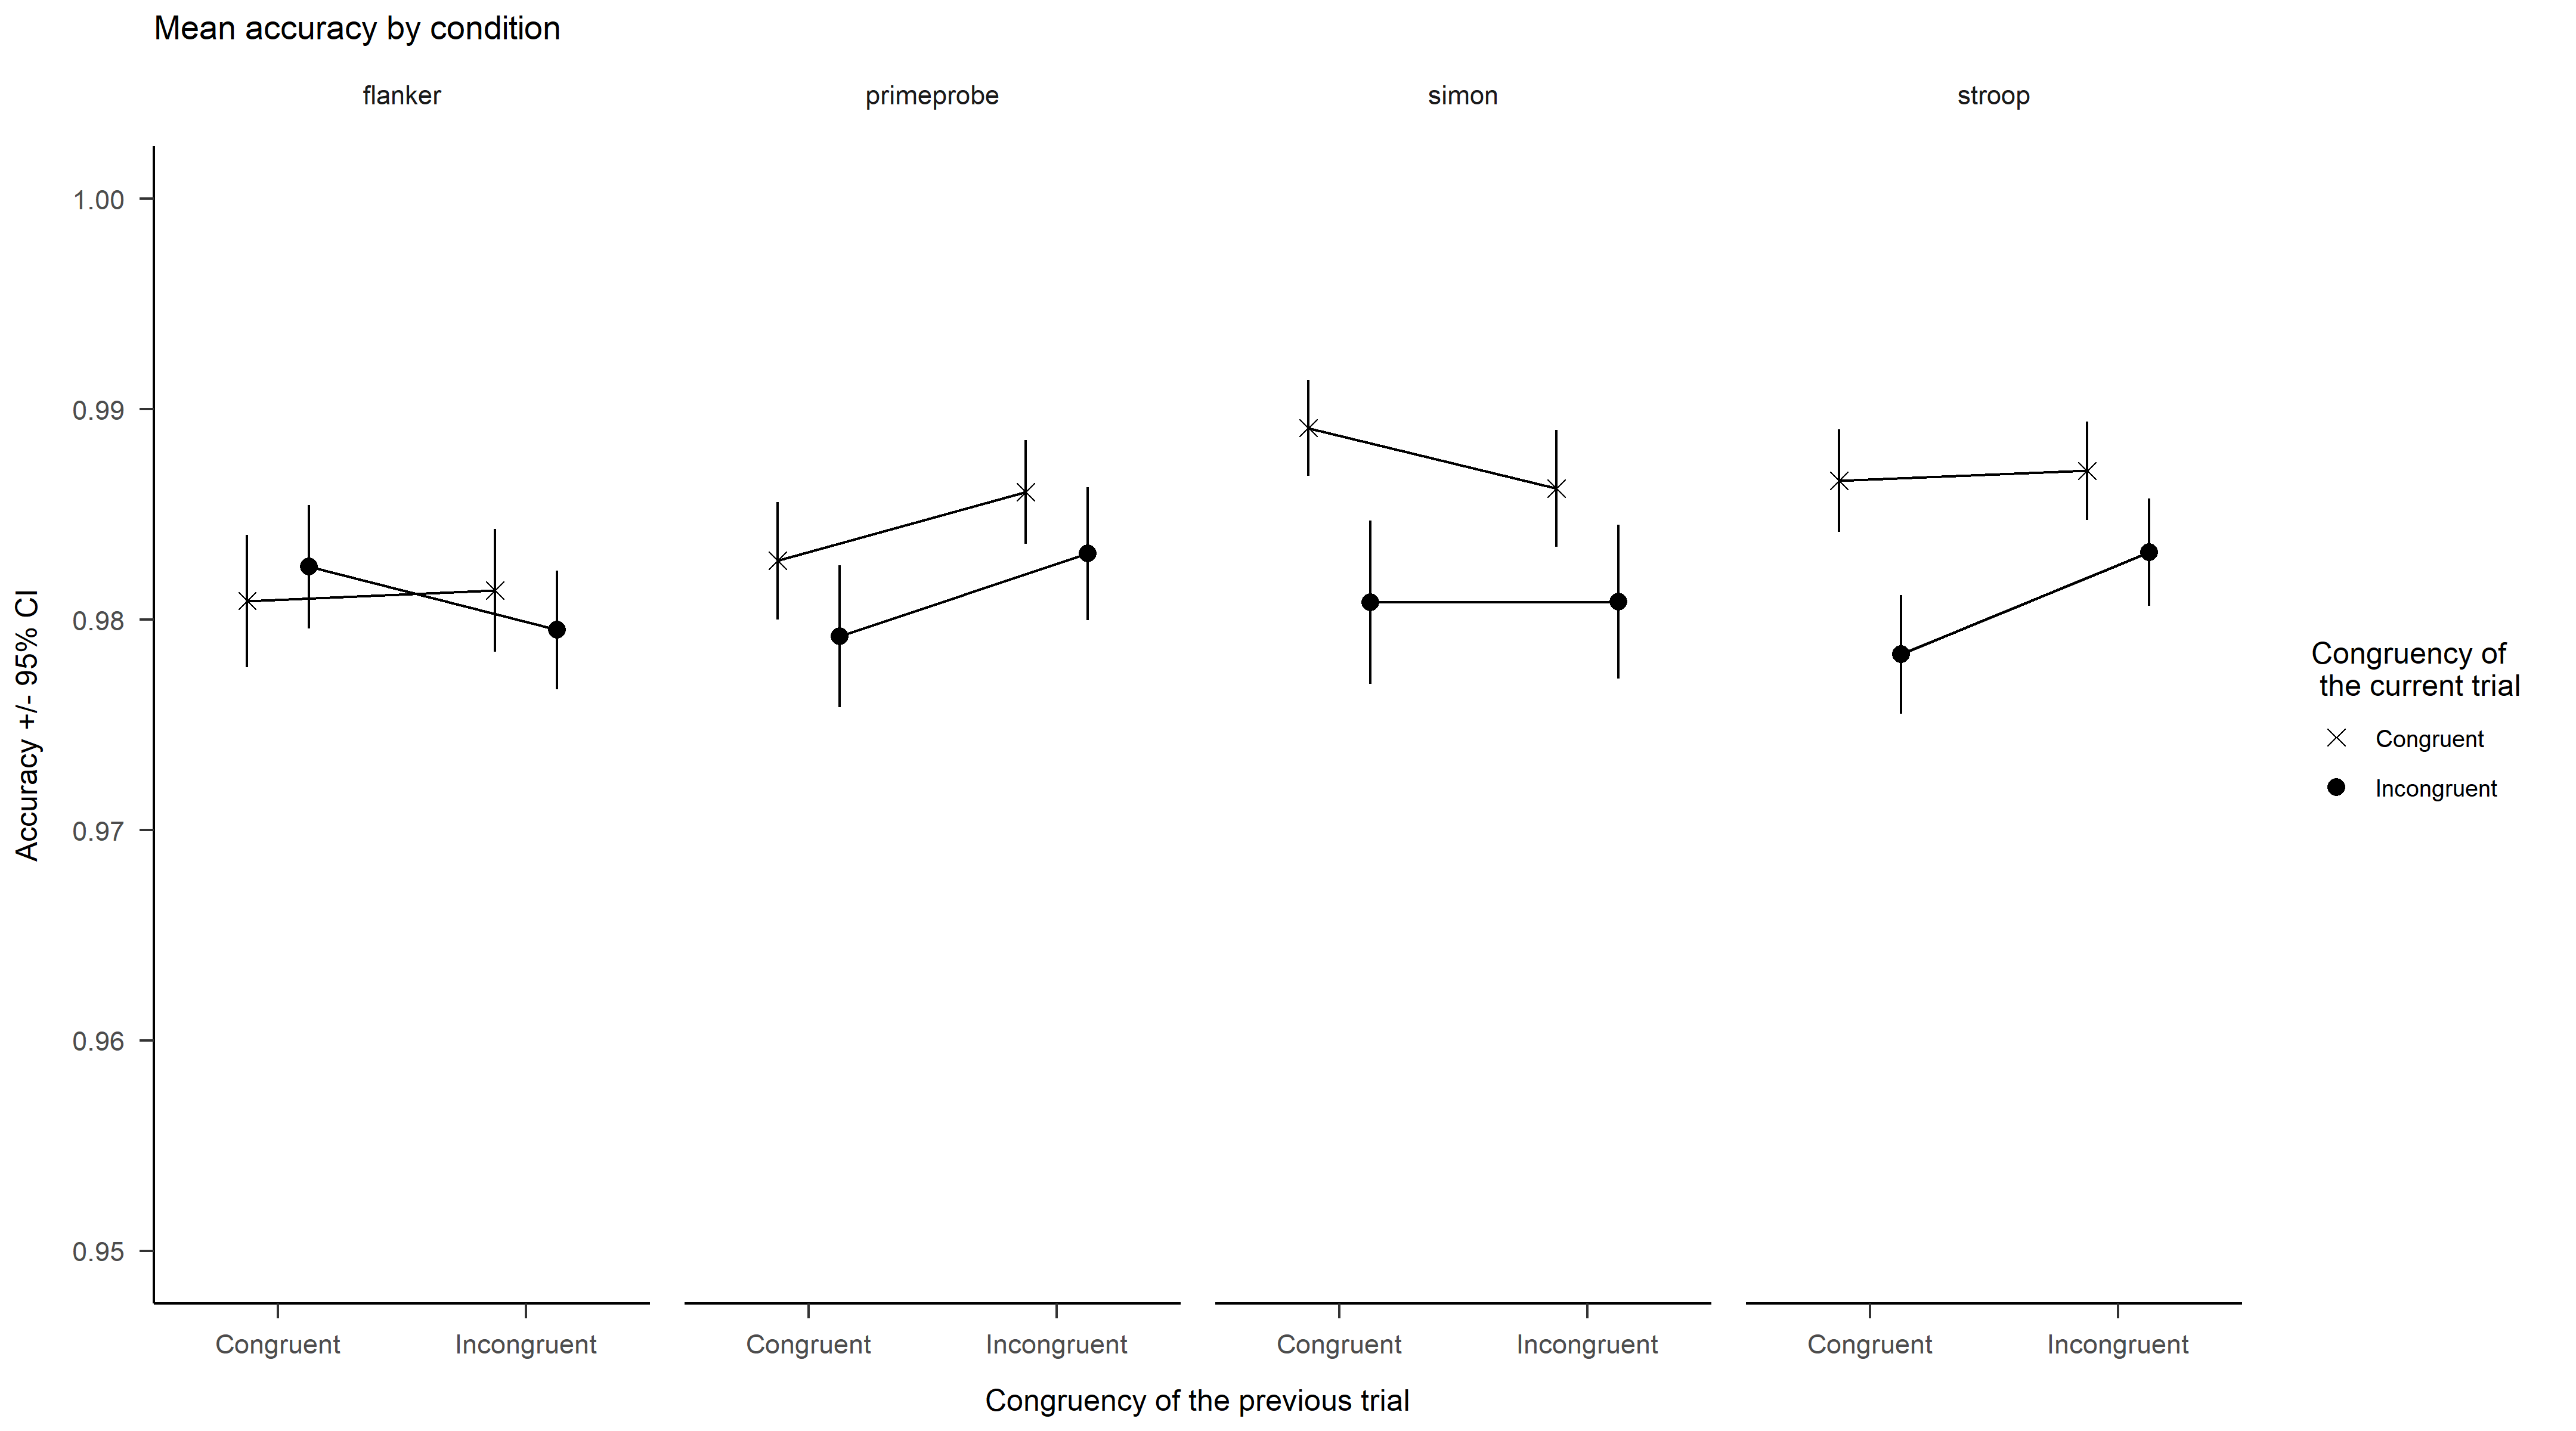 Mean accuracy by condition
flanker
primeprobe
simon
stroop
1.00
0.99
0.98
0.97
0.96
0.95
Accuracy +/- 95% CI
Congruent
Incongruent
Congruent
Incongruent
Congruent
Incongruent
Congruent
Incongruent
Congruency of the previous trial
Congruency of
the current trial
Congruent
Incongruent